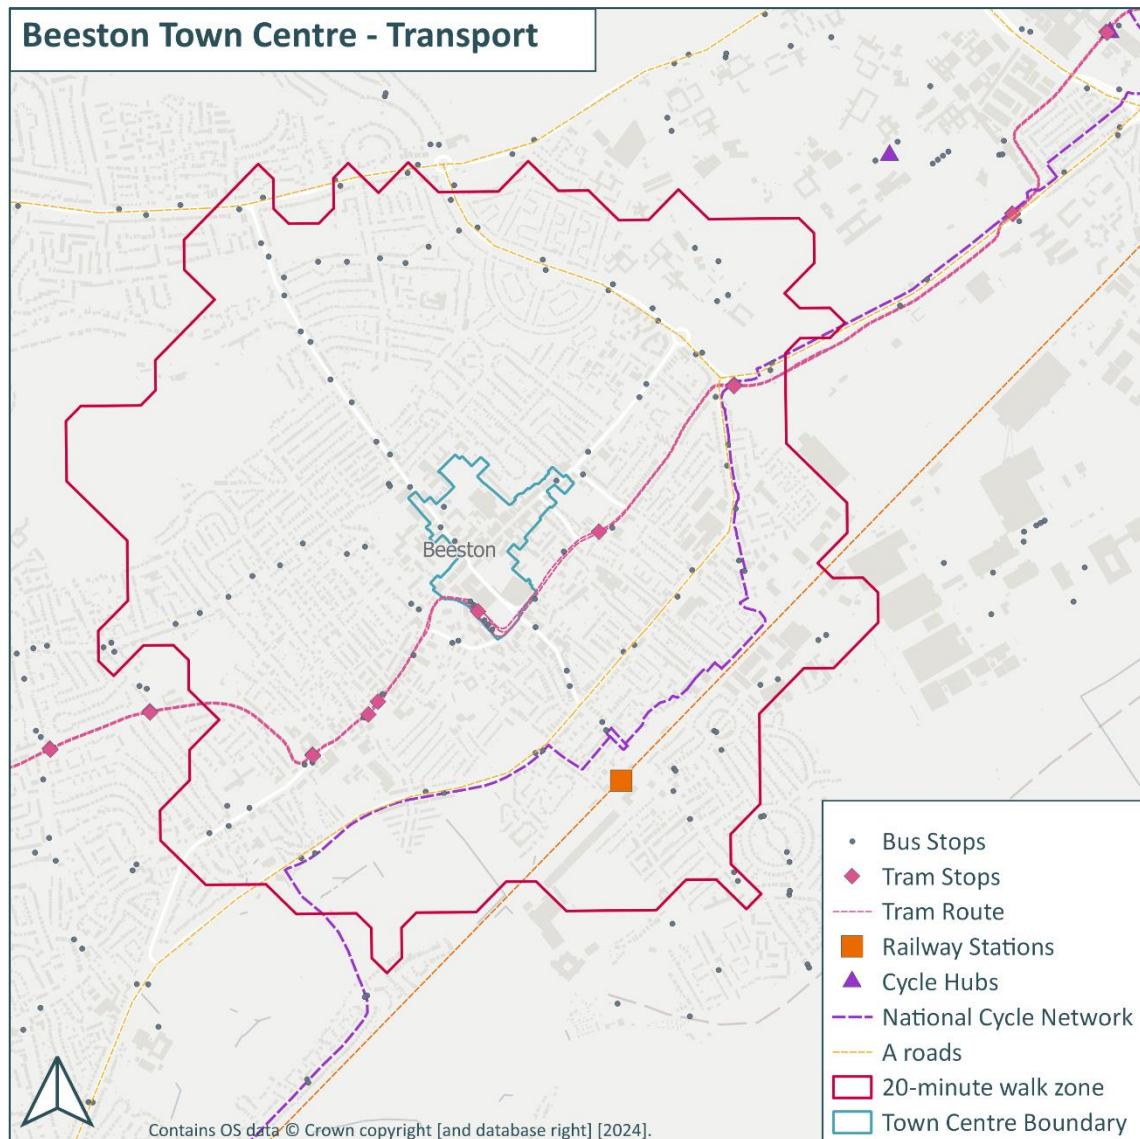 Beeston Town Centre - Transport
Beeston
Bus Stops
Tram Stops
Tram Route
Railway Stations
Cycle Hubs
National Cycle Network
A roads
20-minute walk zone
Town Centre Boundary
Contains OS data © Crown copyright [and database right] [2024].